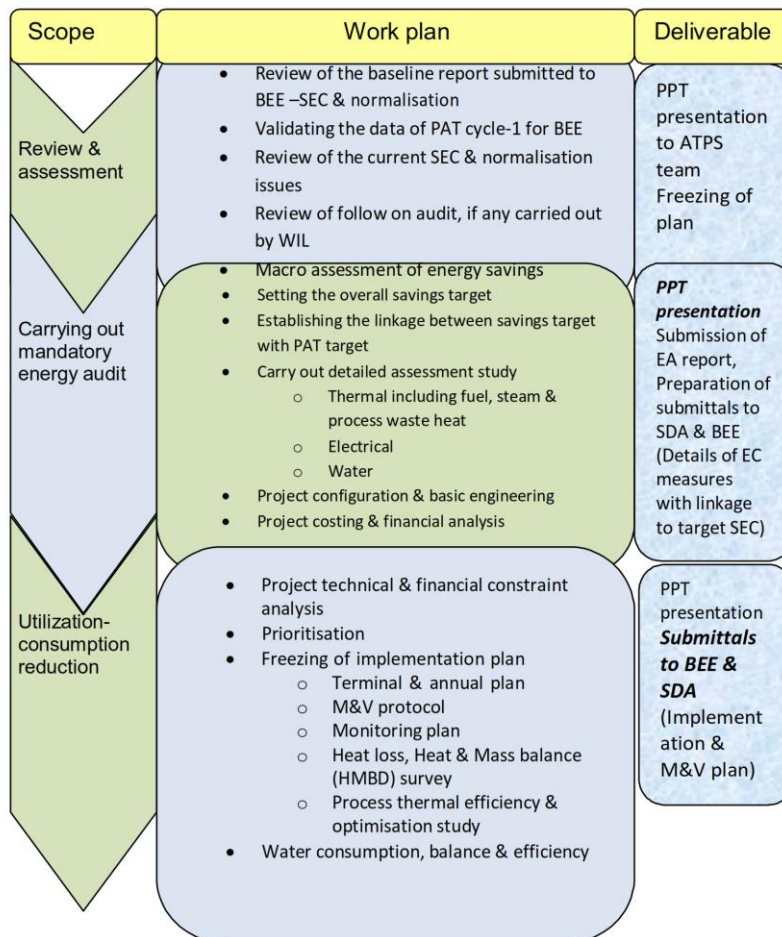 Scope
Work plan
Deliverable
Review &
assessment
• Review of the baseline report submitted to
BEE –SEC & normalisation
• Validating the data of PAT cycle-1 for BEE
• Review of the current SEC & normalisation
issues
• Review of follow on audit, if any carried out
by WIL
PPT
presentation
to ATPS
team
Freezing of
plan
Carrying out
mandatory
energy audit
• Macro assessment of energy savings
• Setting the overall savings target
• Establishing the linkage between savings target
with PAT target
• Carry out detailed assessment study
o Thermal including fuel, steam &
process waste heat
o Electrical
o Water
• Project configuration & basic engineering
• Project costing & financial analysis
PPT
presentation
Submission of
EA report,
Preparation of
submittals to
SDA & BEE
(Details of EC
measures
with linkage
to target SEC)
Utilization-
consumption
reduction
• Project technical & financial constraint
analysis
• Prioritisation
• Freezing of implementation plan
o Terminal & annual plan
o M&V protocol
o Monitoring plan
o Heat loss, Heat & Mass balance
(HMBD) survey
o Process thermal efficiency &
optimisation study
• Water consumption, balance & efficiency
PPT
presentation
Submittals
to BEE &
SDA
(Implement
ation &
M&V plan)